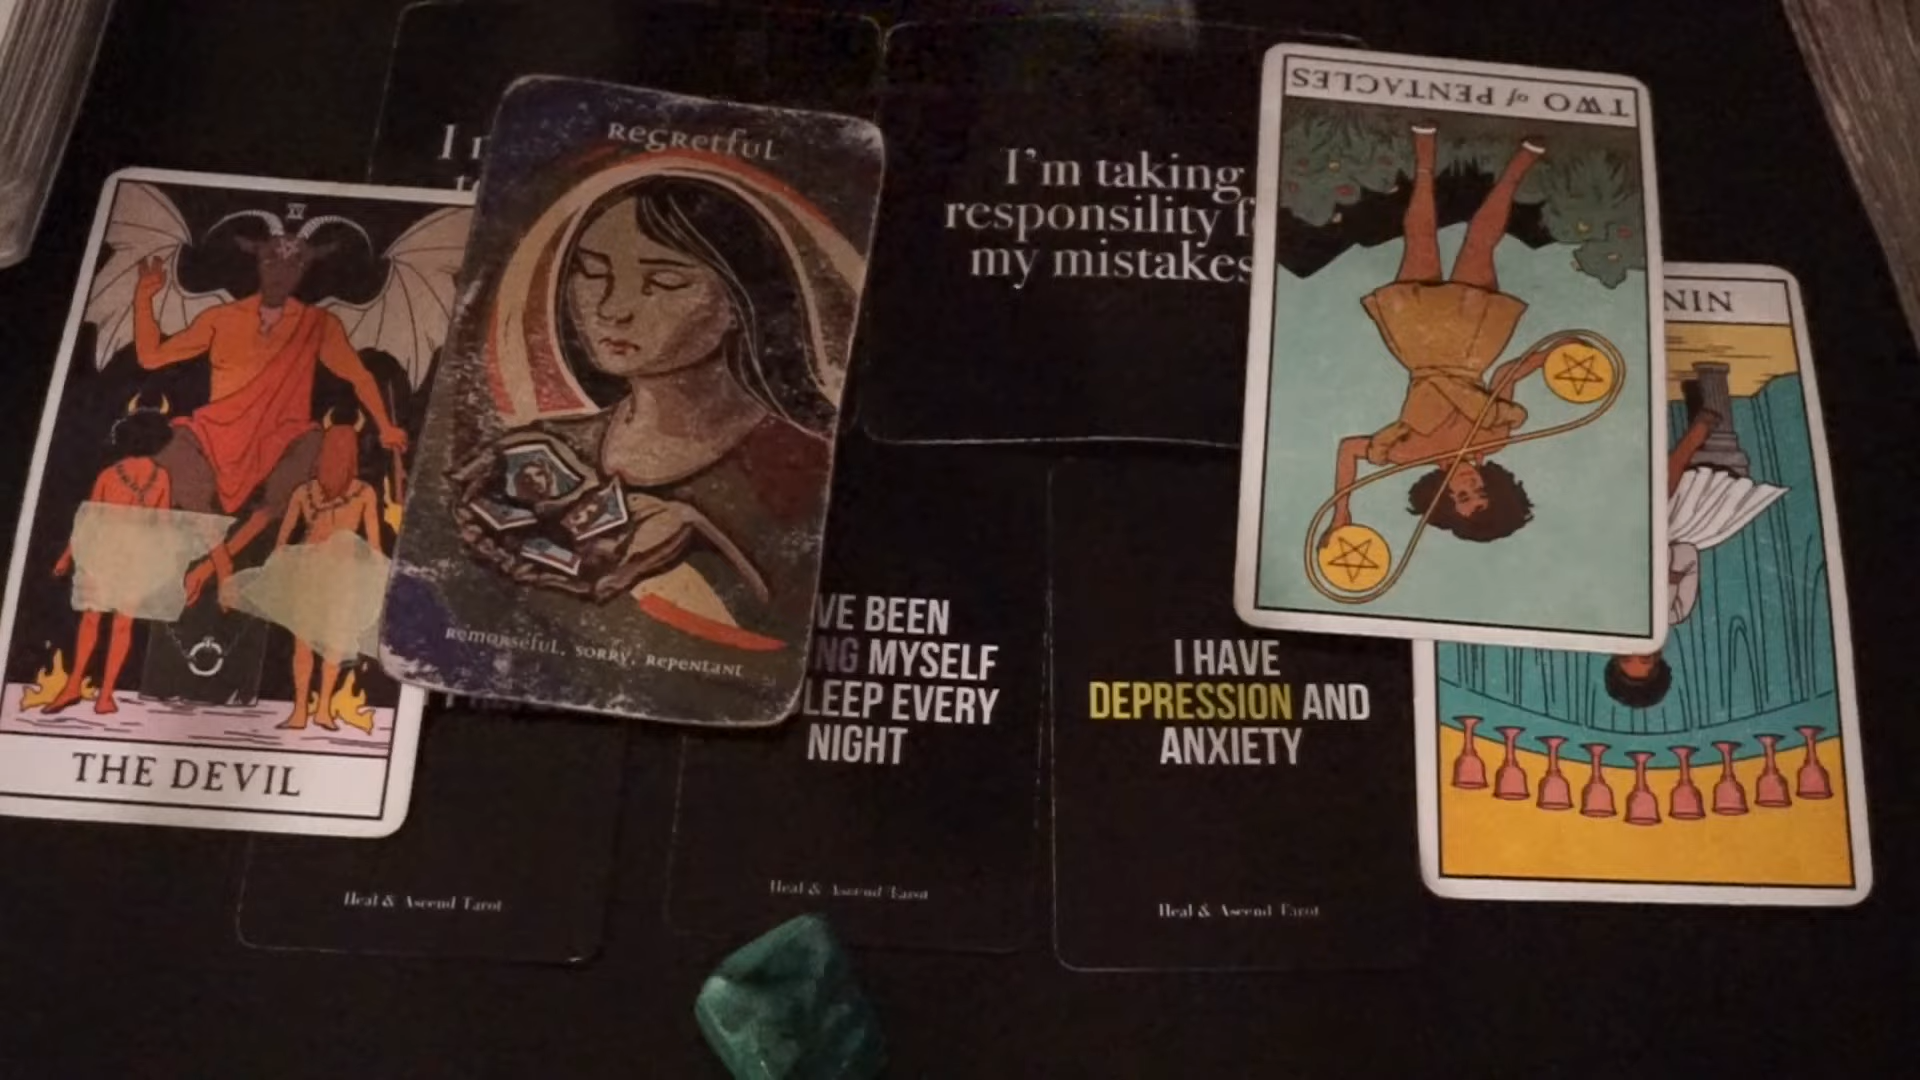 I
REGRETFUL
I'm taking
responsility
my mistakes
TWO of PENTACLES
XV
REMORSEFUL, SORRY, REPENTANT
VE BEEN
NG MYSELF
LEEP EVERY
NIGHT
I HAVE
DEPRESSION AND
ANXIETY
NIN
THE DEVIL
Heal & Ascend Tarot
Heal & Ascend Tarot
Heal & Ascend Tarot